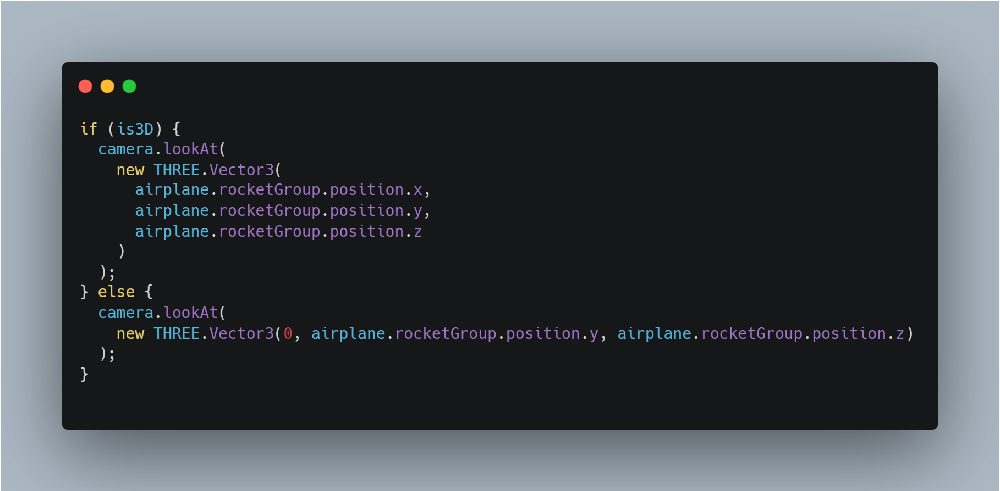 if (is3D) {
  camera.lookAt(
    new THREE.Vector3(
      airplane.rocketGroup.position.x,
      airplane.rocketGroup.position.y,
      airplane.rocketGroup.position.z
    )
  );
} else {
  camera.lookAt(
    new THREE.Vector3(0, airplane.rocketGroup.position.y, airplane.rocketGroup.position.z)
  );
}